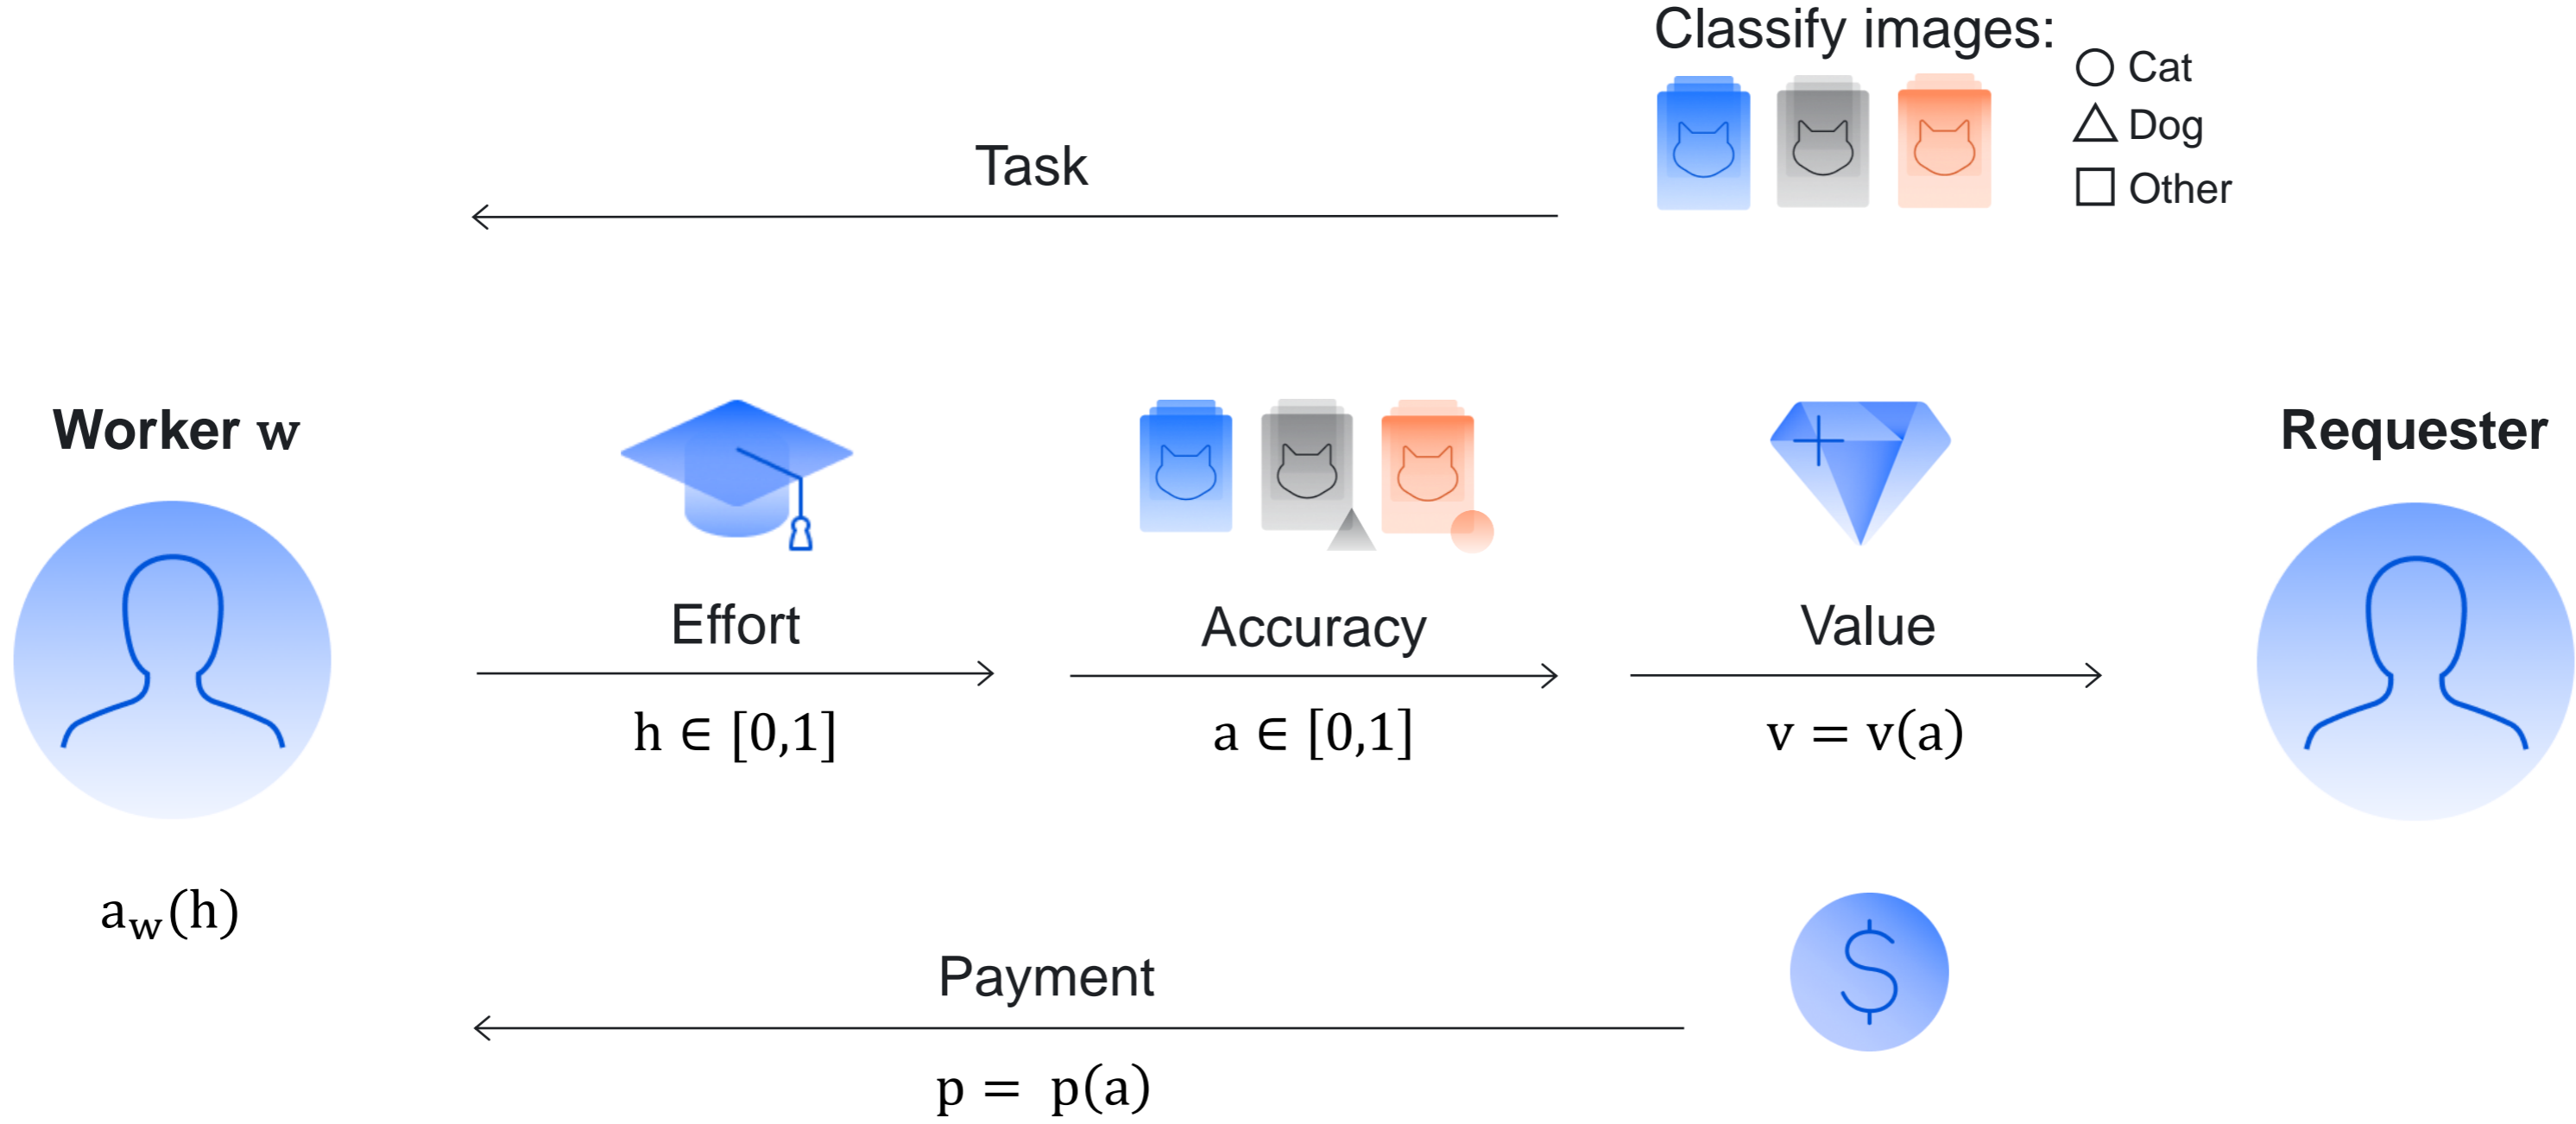 Classify images:
Cat
Dog
Other
Task
Worker w
Requester
Effort
Accuracy
Value
h ∈ [0,1]
a ∈ [0,1]
v = v(a)
a_w(h)
$
Payment
p = p(a)